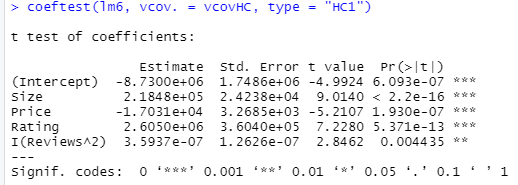 > coeftest(lm6, vcov. = vcovHC, type = "HC1")
t test of coefficients:
Estimate Std. Error t value Pr(>|t|)
(Intercept) -8.7300e+06 1.7486e+06 -4.9924 6.093e-07 ***
Size 2.1848e+05 2.4238e+04 9.0140 < 2.2e-16 ***
Price -1.7031e+04 3.2685e+03 -5.2107 1.930e-07 ***
Rating 2.6050e+06 3.6040e+05 7.2280 5.371e-13 ***
I(Reviews^2) 3.5937e-07 1.2626e-07 2.8462 0.004435 **
---
Signif. codes: 0 ‘***’ 0.001 ‘**’ 0.01 ‘*’ 0.05 ‘.’ 0.1 ‘ ’ 1